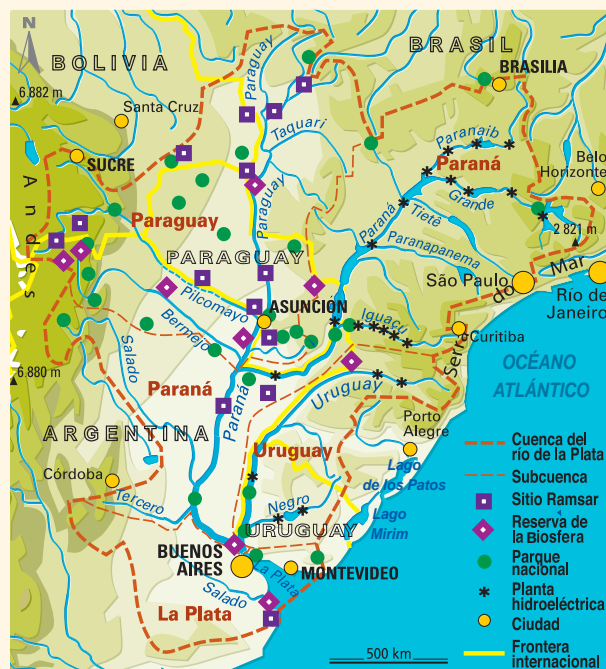 N
BOLIVIA
BRASIL
6.882 m
Santa Cruz
SUCRE
Andes
Paraguay
Taquari
BRASILIA
Paranaib
Paraná
Belo
Horizonte
Grande
2 821 m
Paraguay
Paraguay
PARAGUAY
Paraná
Tietê
Paranapanema
São Paulo
Serra do Mar
Río de
Janeiro
Pilcomayo
ASUNCIÓN
Bermejo
Iguaçu
Curitiba
Salado
6.880 m
Paraná
Paraná
Uruguay
OCÉANO
ATLÁNTICO
ARGENTINA
Uruguay
Porto
Alegre
Lago
de los Patos
Córdoba
Tercero
Negro
URUGUAY
Lago
Mirim
BUENOS
AIRES
MONTEVIDEO
La Plata
Salado
La Plata
500 km
Cuenca del
río de la Plata
Subcuenca
Sitio Ramsar
Reserva de
la Biosfera
Parque
nacional
Planta
hidroeléctrica
Ciudad
Frontera
internacional